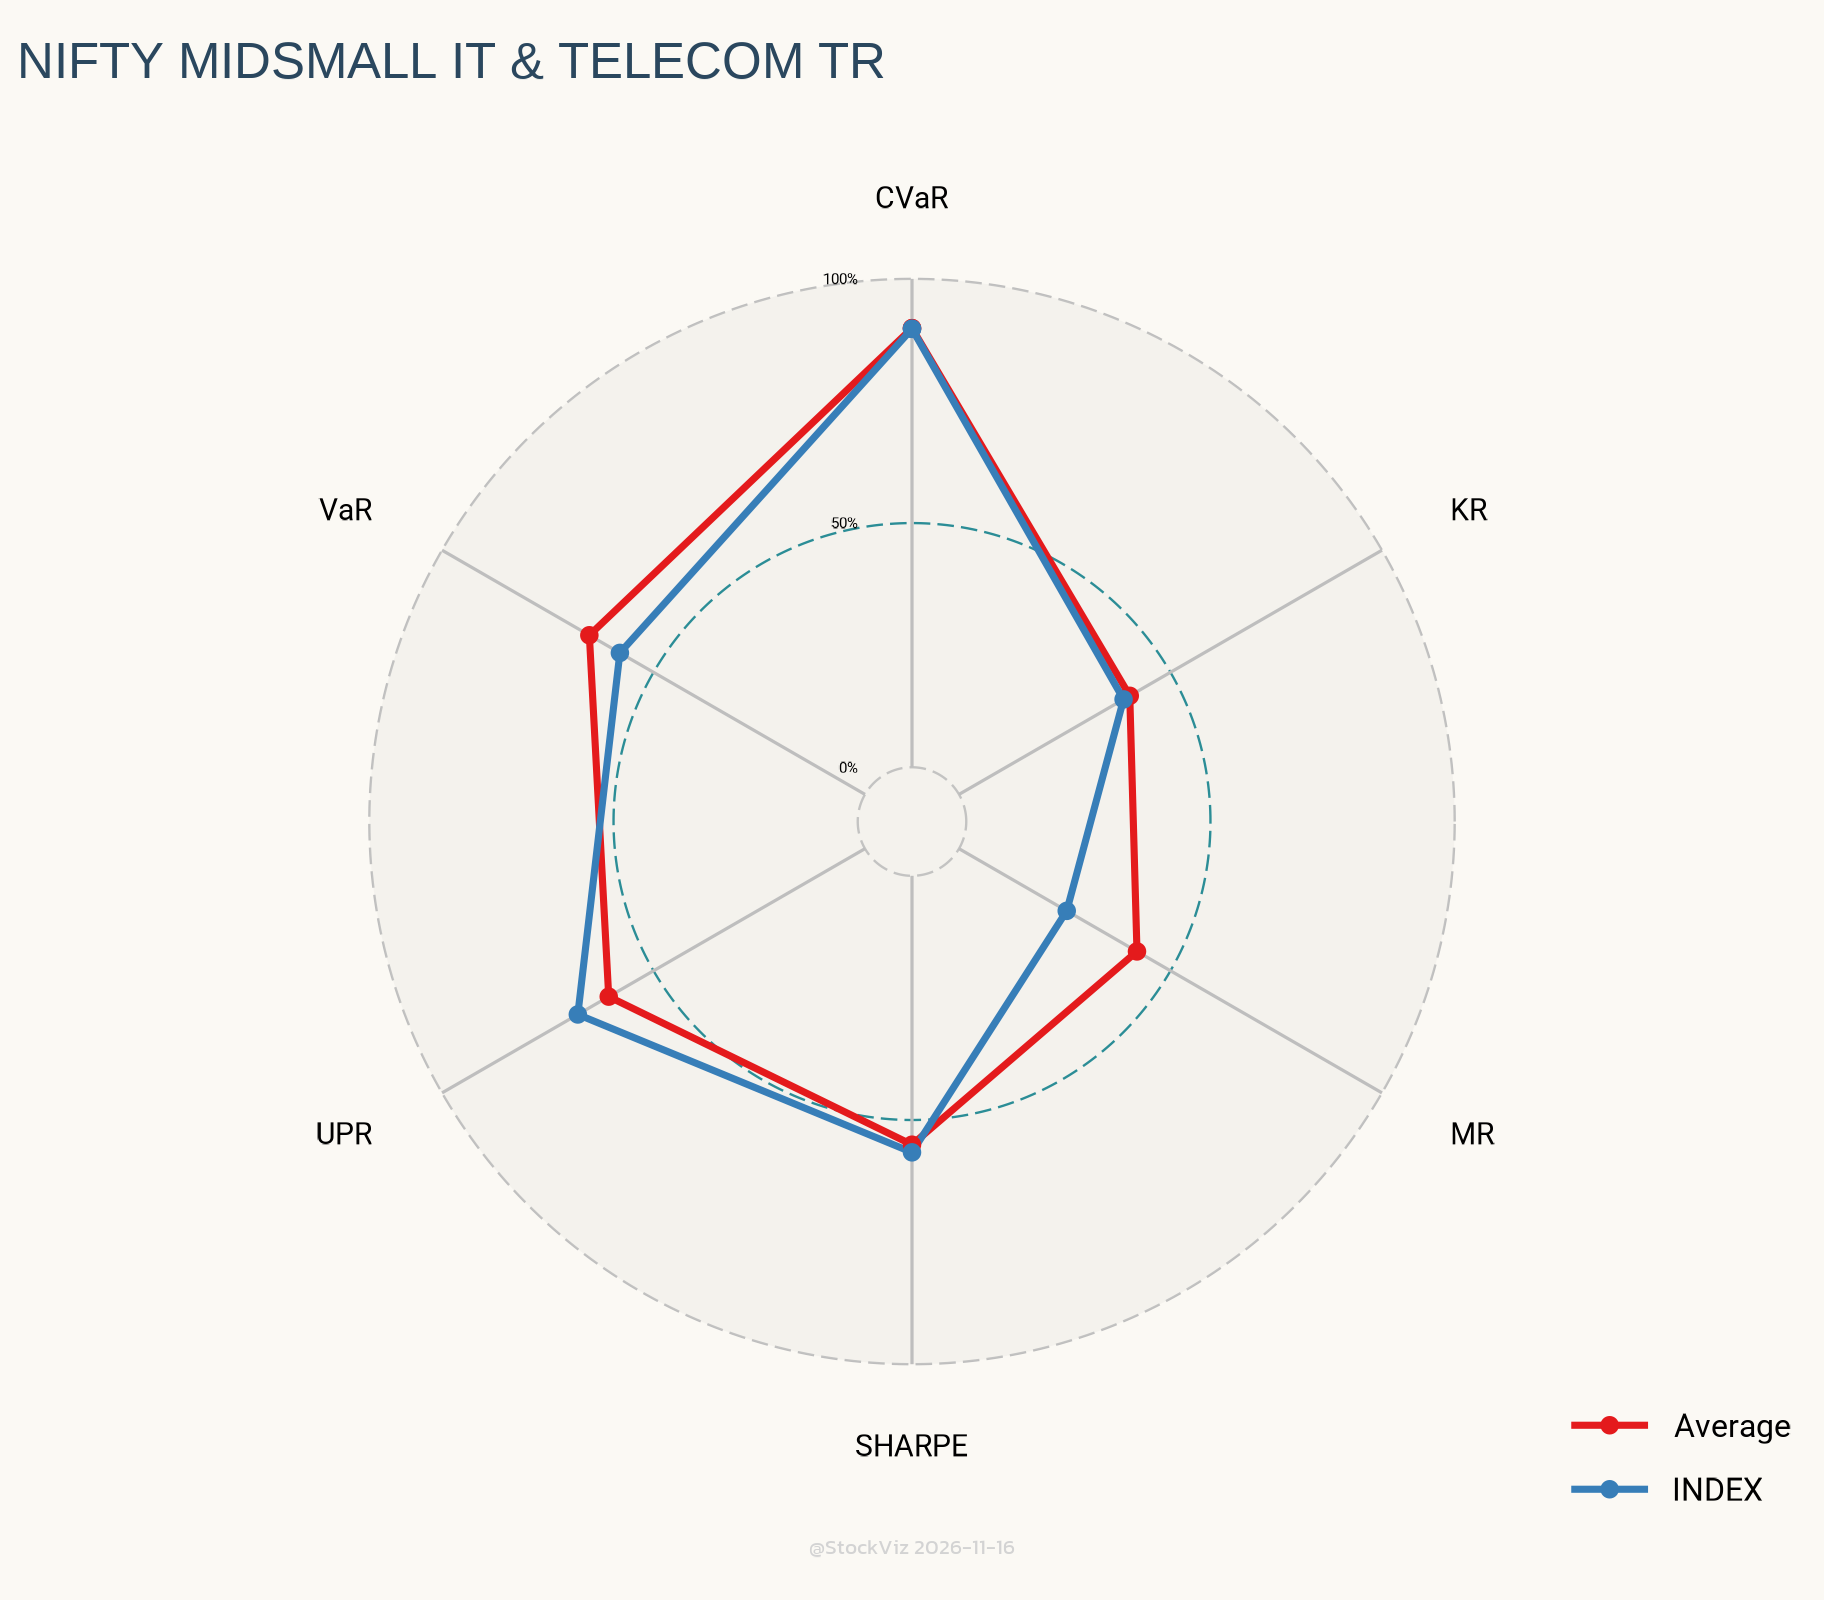 NIFTY MIDSMALL IT & TELECOM TR
CVaR
100%
VaR
KR
50%
0%
UPR
MR
SHARPE
Average
INDEX
@StockViz 2026-11-16